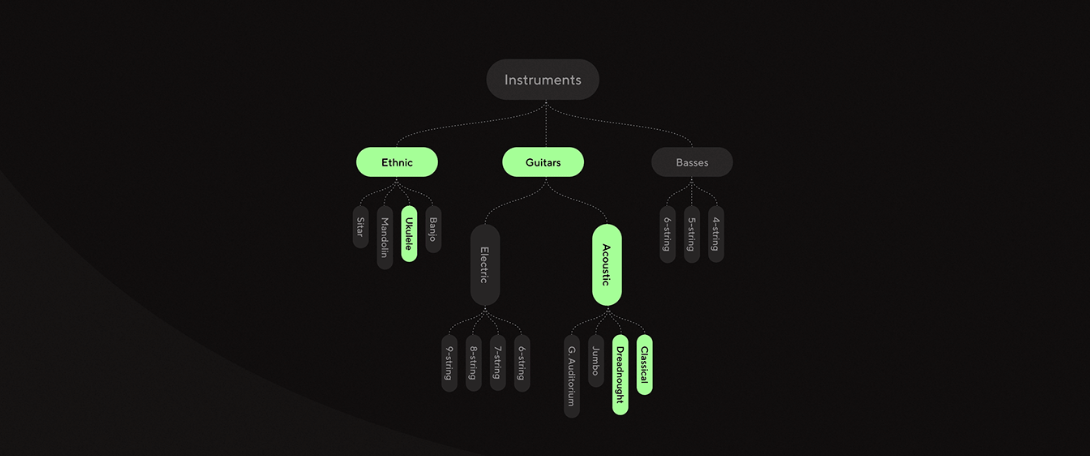 Instruments
Ethnic
Guitars
Basses
Sitar
Mandolin
Ukulele
Banjo
Electric
Acoustic
6-string
5-string
4-string
9-string
8-string
7-string
6-string
G. Auditorium
Jumbo
Dreadnought
Classical